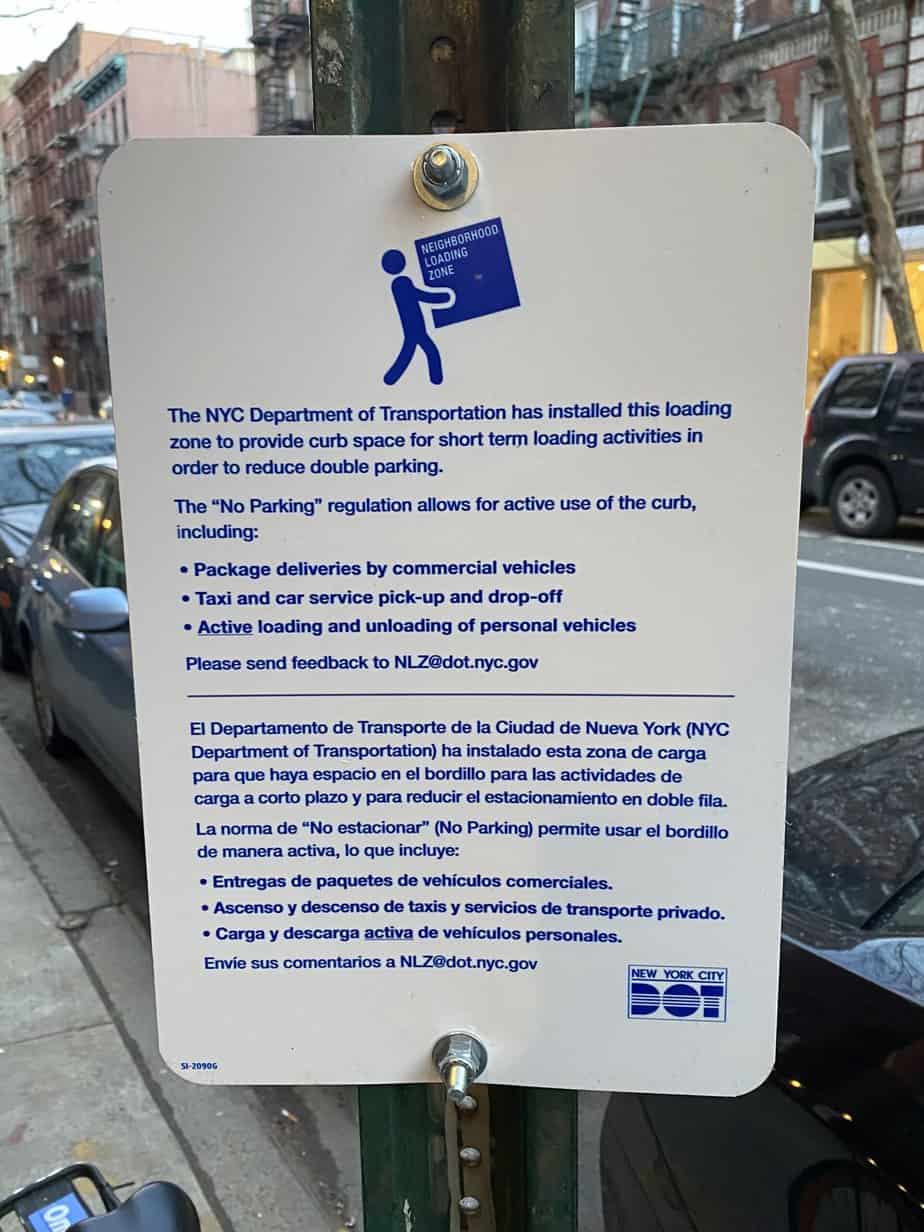 NEIGHBORHOOD
LOADING
ZONE
The NYC Department of Transportation has installed this loading
zone to provide curb space for short term loading activities in
order to reduce double parking.
The “No Parking” regulation allows for active use of the curb,
including:
• Package deliveries by commercial vehicles
• Taxi and car service pick-up and drop-off
• Active loading and unloading of personal vehicles
Please send feedback to NLZ@dot.nyc.gov
El Departamento de Transporte de la Ciudad de Nueva York (NYC
Department of Transportation) ha instalado esta zona de carga
para que haya espacio en el bordillo para las actividades de
carga a corto plazo y para reducir el estacionamiento en doble fila.
La norma de “No estacionar” (No Parking) permite usar el bordillo
de manera activa, lo que incluye:
• Entregas de paquetes de vehículos comerciales.
• Ascenso y descenso de taxis y servicios de transporte privado.
• Carga y descarga activa de vehículos personales.
Envíe sus comentarios a NLZ@dot.nyc.gov
NEW YORK CITY
DOT
SI-2090G